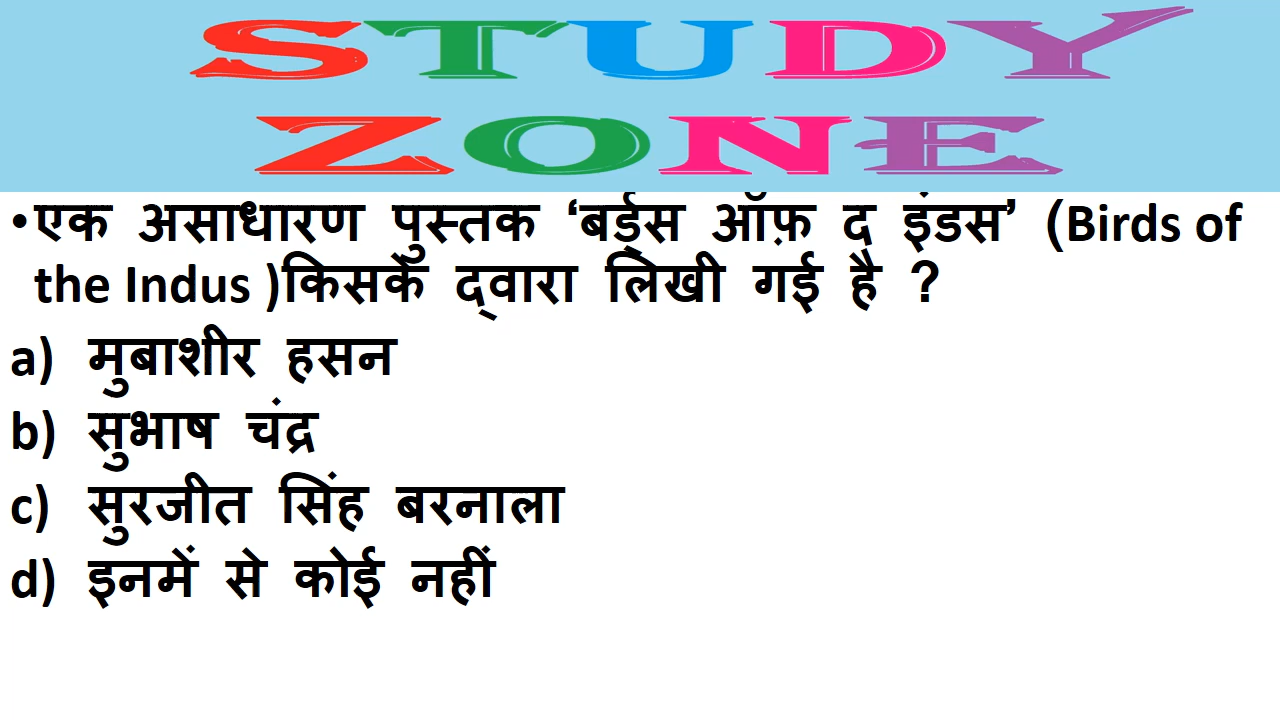 STUDY
ZONE
•एक असाधारण पुस्तक ‘बर्ड्स ऑफ़ द इंडस’ (Birds of
the Indus )किसके द्वारा लिखी गई है ?
a) मुबाशीर हसन
b) सुभाष चंद्र
c) सुरजीत सिंह बरनाला
d) इनमें से कोई नहीं